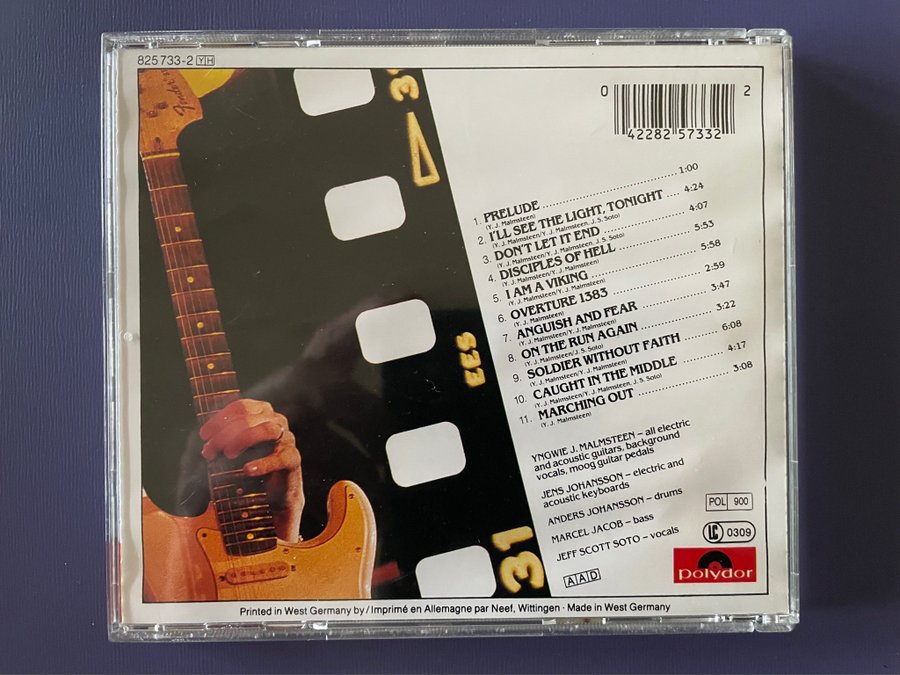 825 733-2 YH
Fender
31
EES
31
0 42282 57332 2
1. PRELUDE 1:00
(Y. J. Malmsteen)
2. I'LL SEE THE LIGHT, TONIGHT 4:24
(Y. J. Malmsteen/Y. J. Malmsteen, J. S. Soto)
3. DON'T LET IT END 4:07
(Y. J. Malmsteen/Y. J. Malmsteen, J. S. Soto)
4. DISCIPLES OF HELL 5:53
(Y. J. Malmsteen/Y. J. Malmsteen)
5. I AM A VIKING 5:58
(Y. J. Malmsteen/Y. J. Malmsteen)
6. OVERTURE 1383 2:59
(Y. J. Malmsteen)
7. ANGUISH AND FEAR 3:47
(Y. J. Malmsteen/Y. J. Malmsteen)
8. ON THE RUN AGAIN 3:22
(Y. J. Malmsteen/J. S. Soto)
9. SOLDIER WITHOUT FAITH 6:08
(Y. J. Malmsteen/Y. J. Malmsteen)
10. CAUGHT IN THE MIDDLE 4:17
(Y. J. Malmsteen/Y. J. Malmsteen, J. S. Soto)
11. MARCHING OUT 3:08
(Y. J. Malmsteen)
YNGWIE J. MALMSTEEN – all electric
and acoustic guitars, background
vocals, moog guitar pedals
JENS JOHANSSON – electric and
acoustic keyboards
ANDERS JOHANSSON – drums
MARCEL JACOB – bass
JEFF SCOTT SOTO – vocals
POL 900
LC 0309
AAD
polydor
Printed in West Germany by / Imprimé en Allemagne par Neef, Wittingen · Made in West Germany